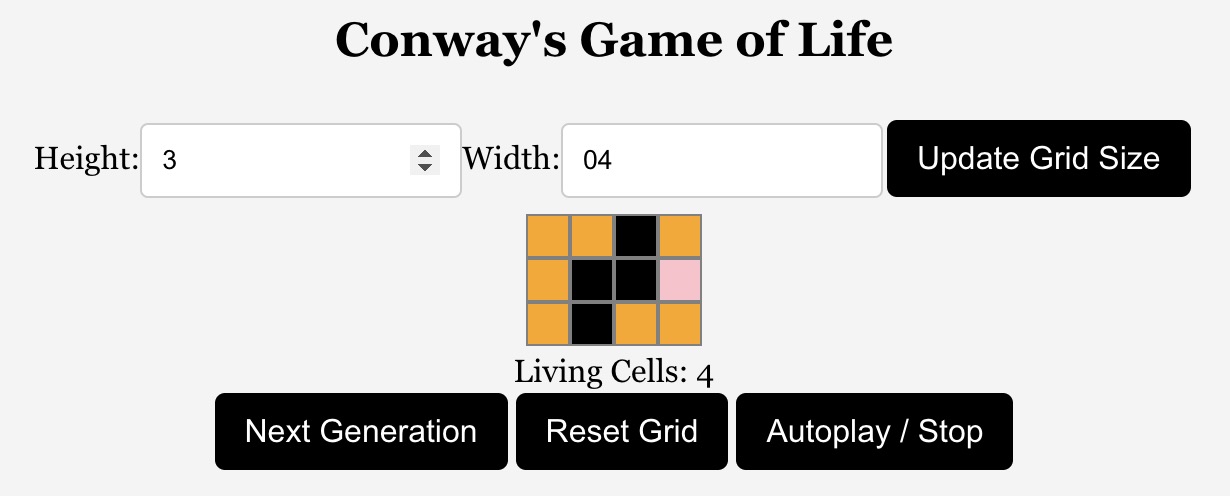 Conway's Game of Life
Height: 3 Width: 04 Update Grid Size
Living Cells: 4
Next Generation Reset Grid Autoplay / Stop